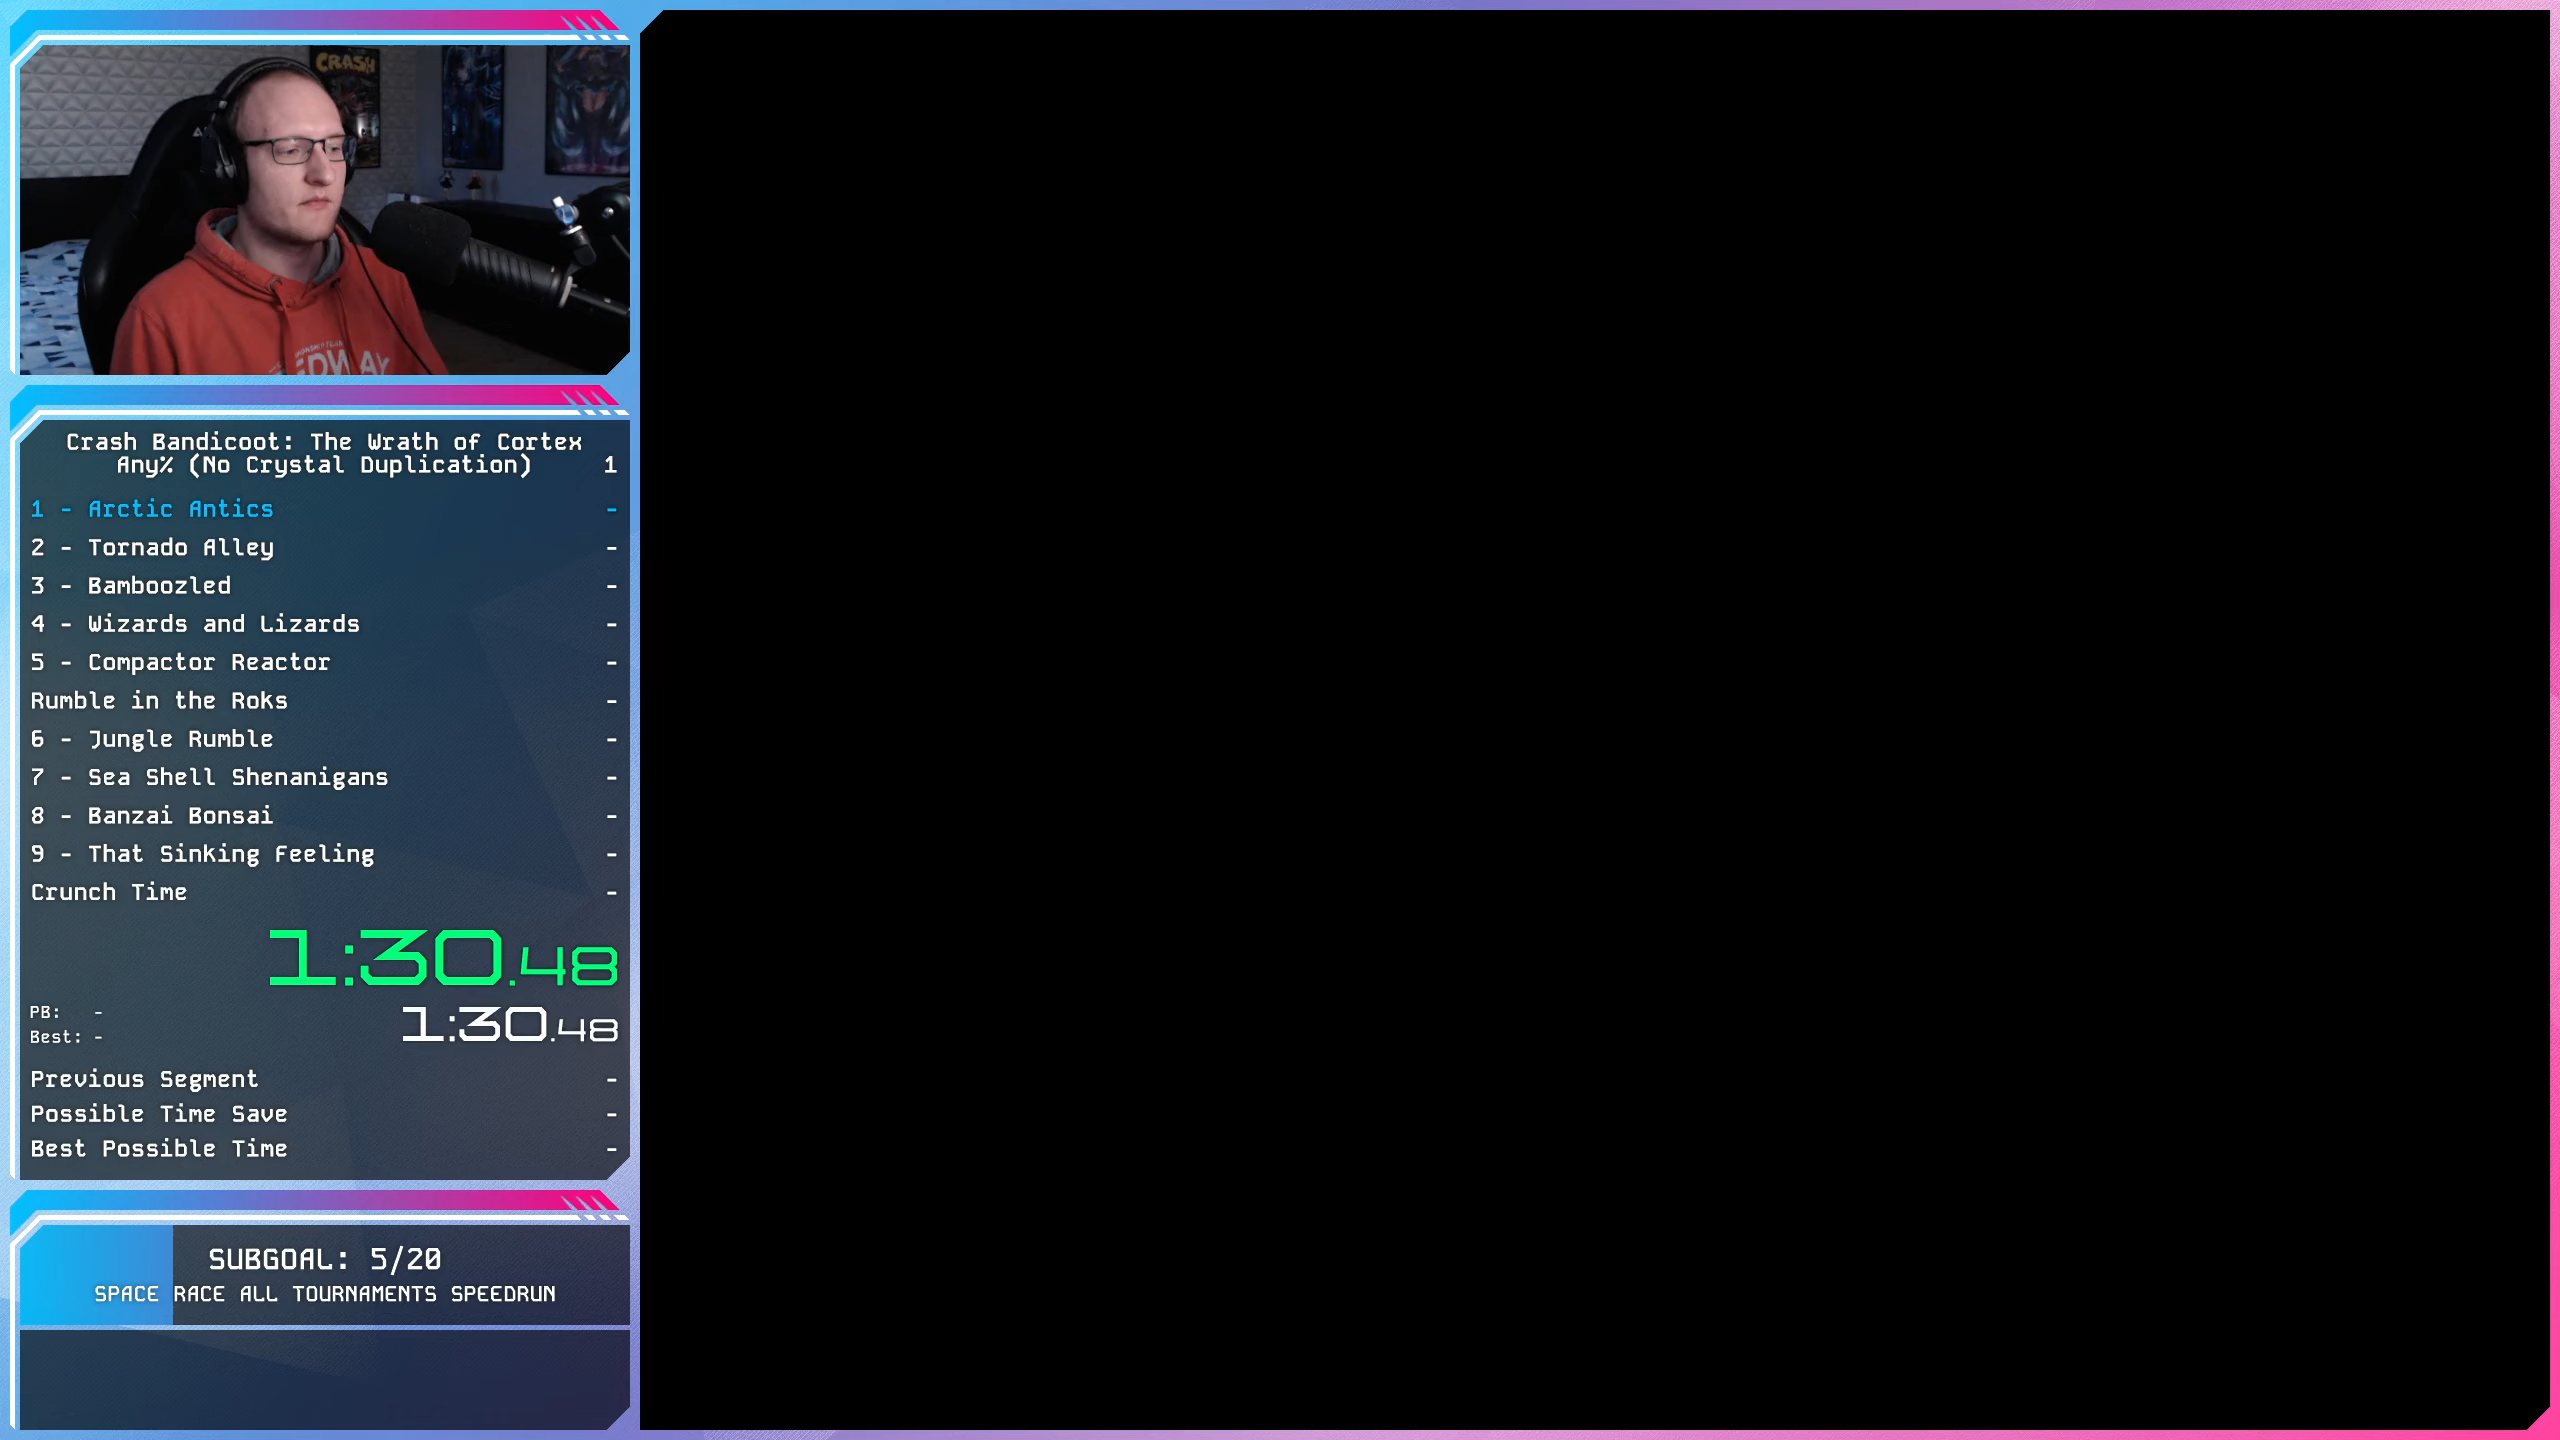 CRASH
EDWAY
Crash Bandicoot: The Wrath of Cortex
Any% (No Crystal Duplication) 1
1 - Arctic Antics -
2 - Tornado Alley -
3 - Bamboozled -
4 - Wizards and Lizards -
5 - Compactor Reactor -
Rumble in the Roks -
6 - Jungle Rumble -
7 - Sea Shell Shenanigans -
8 - Banzai Bonsai -
9 - That Sinking Feeling -
Crunch Time -
1:30.48
PB: -
Best: -
1:30.48
Previous Segment -
Possible Time Save -
Best Possible Time -
SUBGOAL: 5/20
SPACE RACE ALL TOURNAMENTS SPEEDRUN